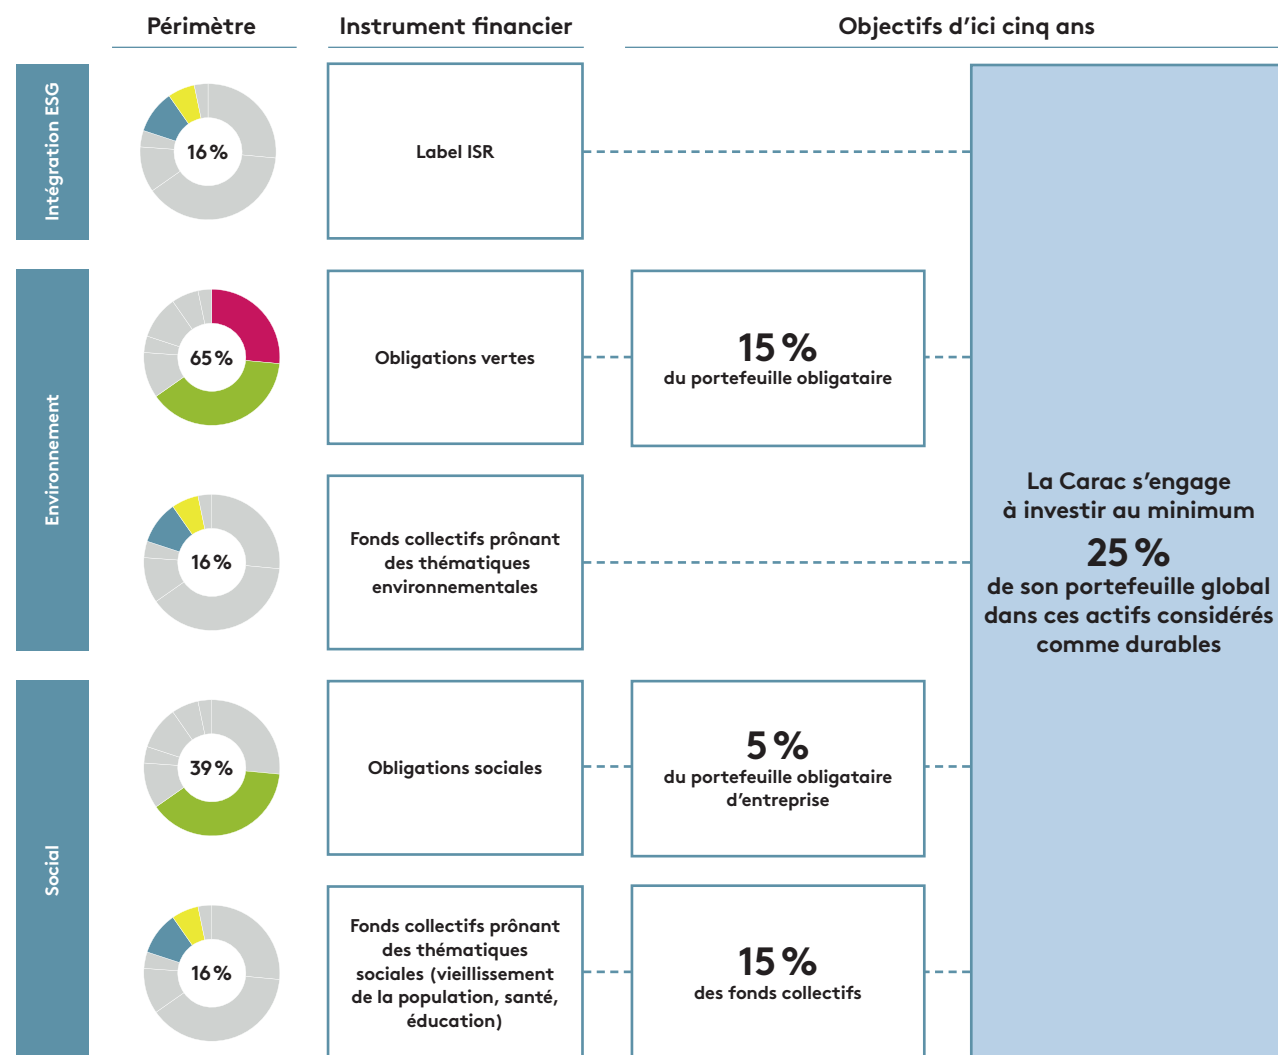 Périmètre
Instrument financier
Objectifs d'ici cinq ans
Intégration ESG
16 %
Label ISR
Environnement
65 %
Obligations vertes
15 %
du portefeuille obligataire
16 %
Fonds collectifs prônant
des thématiques
environnementales
La Carac s'engage
à investir au minimum
25 %
de son portefeuille global
dans ces actifs considérés
comme durables
Social
39 %
Obligations sociales
5 %
du portefeuille obligataire
d'entreprise
16 %
Fonds collectifs prônant
des thématiques
sociales (vieillissement
de la population, santé,
éducation)
15 %
des fonds collectifs